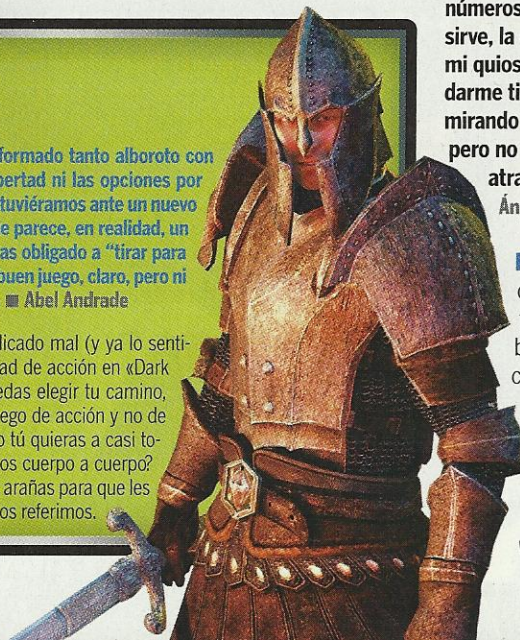 formado tanto alboroto con
pertad ni las opciones por
tuviéramos ante un nuevo
e parece, en realidad, un
as obligado a “tirar para
buen juego, claro, pero ni
■ Abel Andrade
licado mal (y ya lo senti-
ad de acción en «Dark
edas elegir tu camino,
ego de acción y no de
o tú quieras a casi to-
os cuerpo a cuerpo?
arañas para que les
os referimos.
números
sirve, la
mi quios
darme ti
mirando
pero no
atra
Án